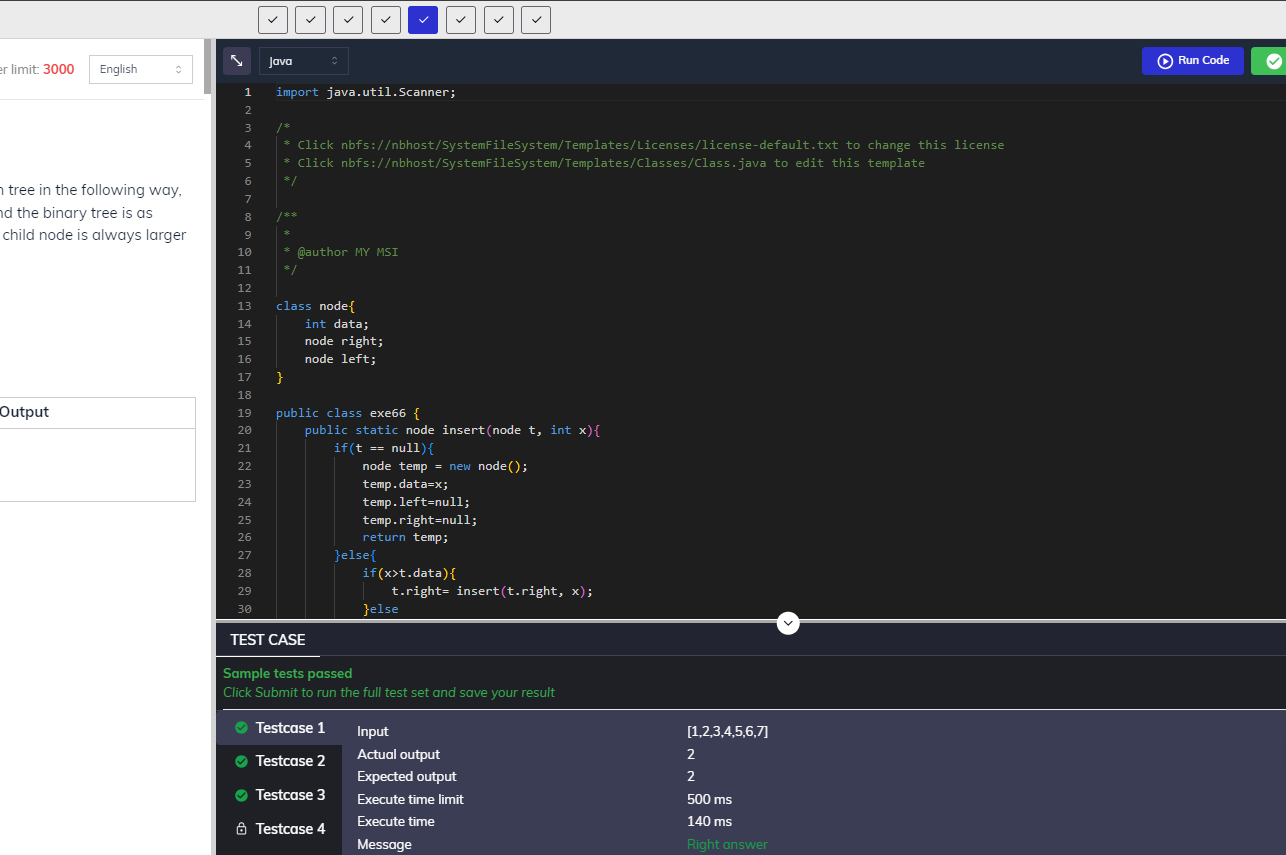 er limit: 3000
English
n tree in the following way,
nd the binary tree is as
child node is always larger
Output
Java
Run Code
1 import java.util.Scanner;
2
3 /*
4 * Click nbfs://nbhost/SystemFileSystem/Templates/Licenses/license-default.txt to change this license
5 * Click nbfs://nbhost/SystemFileSystem/Templates/Classes/Class.java to edit this template
6 */
7
8 /**
9 *
10 * @author MY MSI
11 */
12
13 class node{
14 int data;
15 node right;
16 node left;
17 }
18
19 public class exe66 {
20 public static node insert(node t, int x){
21 if(t == null){
22 node temp = new node();
23 temp.data=x;
24 temp.left=null;
25 temp.right=null;
26 return temp;
27 }else{
28 if(x>t.data){
29 t.right= insert(t.right, x);
30 }else
TEST CASE
Sample tests passed
Click Submit to run the full test set and save your result
Testcase 1
Testcase 2
Testcase 3
Testcase 4
Input [1,2,3,4,5,6,7]
Actual output 2
Expected output 2
Execute time limit 500 ms
Execute time 140 ms
Message Right answer